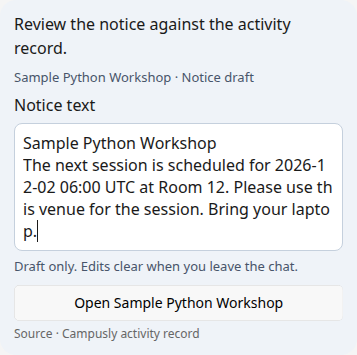 Review the notice against the activity
record.
Sample Python Workshop · Notice draft
Notice text
Sample Python Workshop
The next session is scheduled for 2026-1
2-02 06:00 UTC at Room 12. Please use th
is venue for the session. Bring your lapto
p.
Draft only. Edits clear when you leave the chat.
Open Sample Python Workshop
Source · Campusly activity record